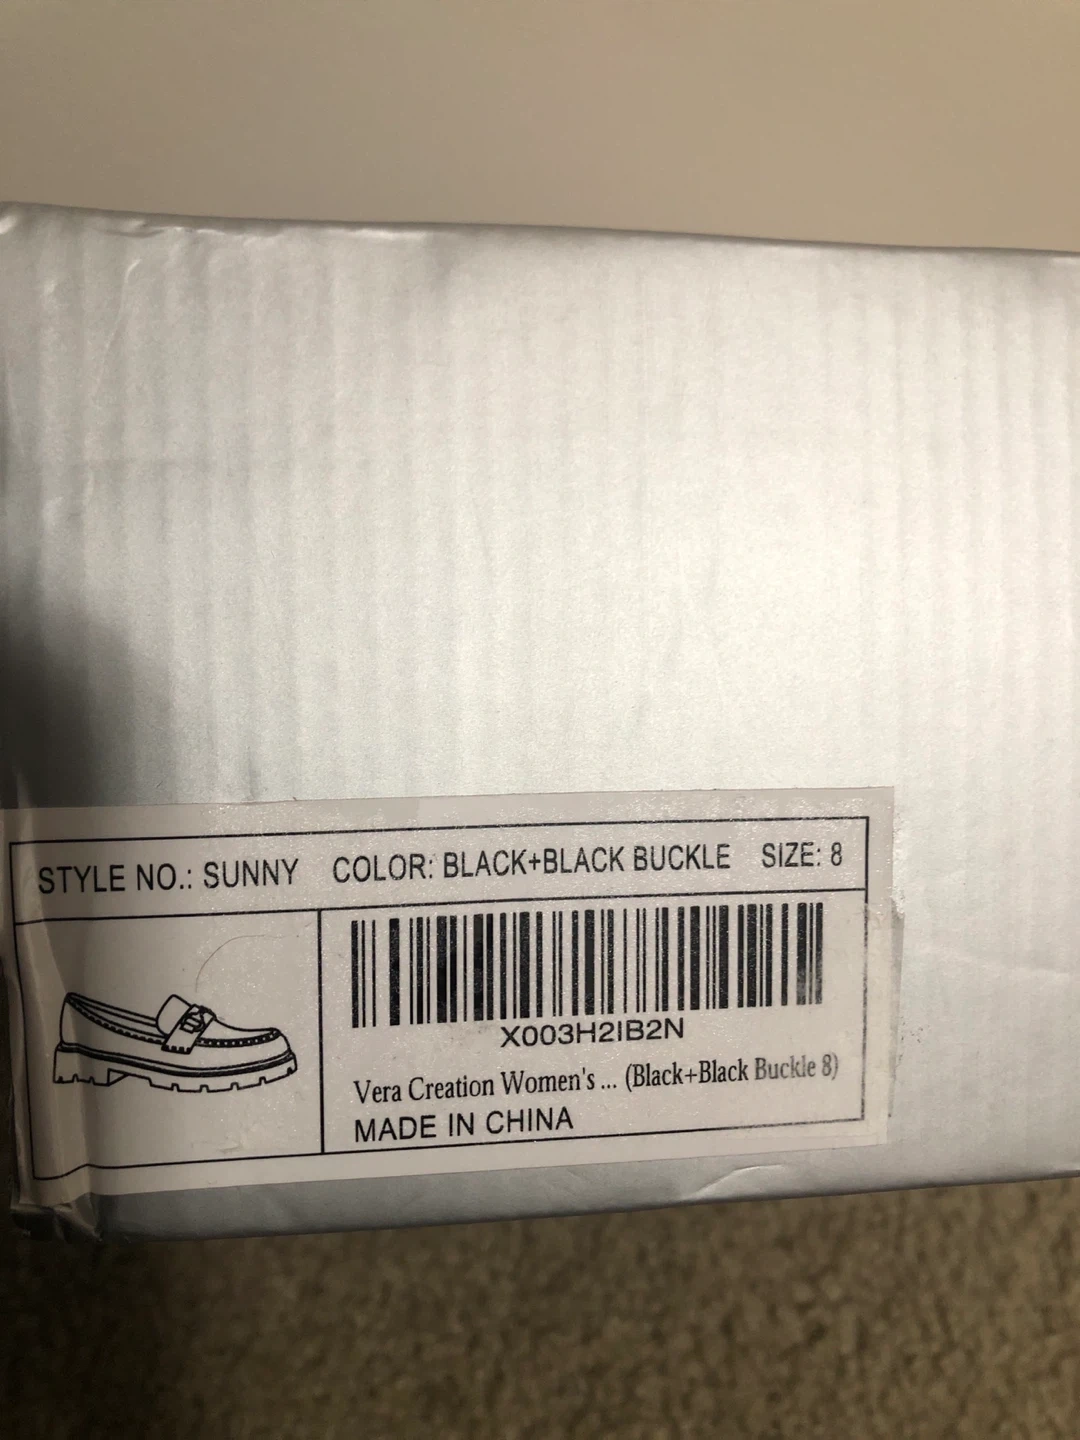 STYLE NO.: SUNNY COLOR: BLACK+BLACK BUCKLE SIZE: 8
X003H2IB2N
Vera Creation Women's ... (Black+Black Buckle 8)
MADE IN CHINA